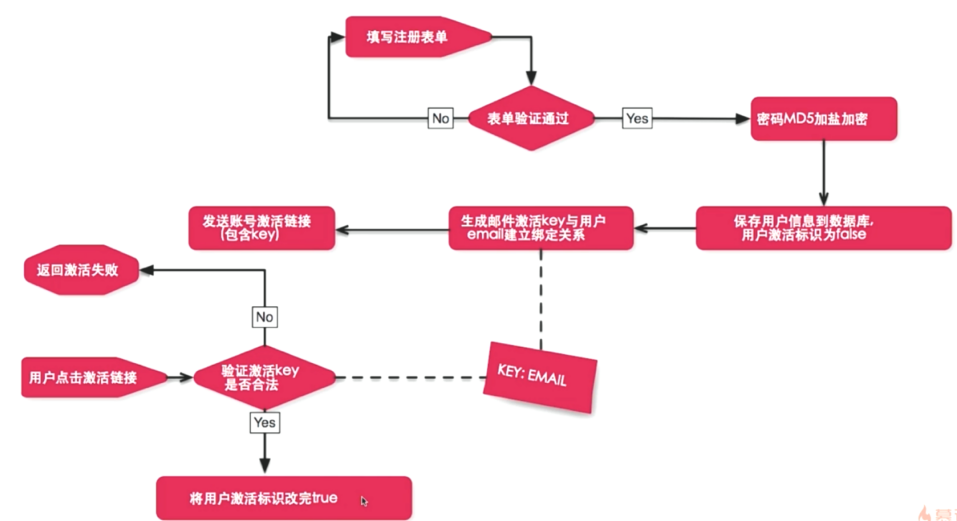 填写注册表单
No
表单验证通过
Yes
密码MD5加盐加密
发送账号激活链接
(包含key)
生成邮件激活key与用户
email建立绑定关系
保存用户信息到数据库,
用户激活标识为false
返回激活失败
No
用户点击激活链接
验证激活key
是否合法
KEY: EMAIL
Yes
将用户激活标识改完true